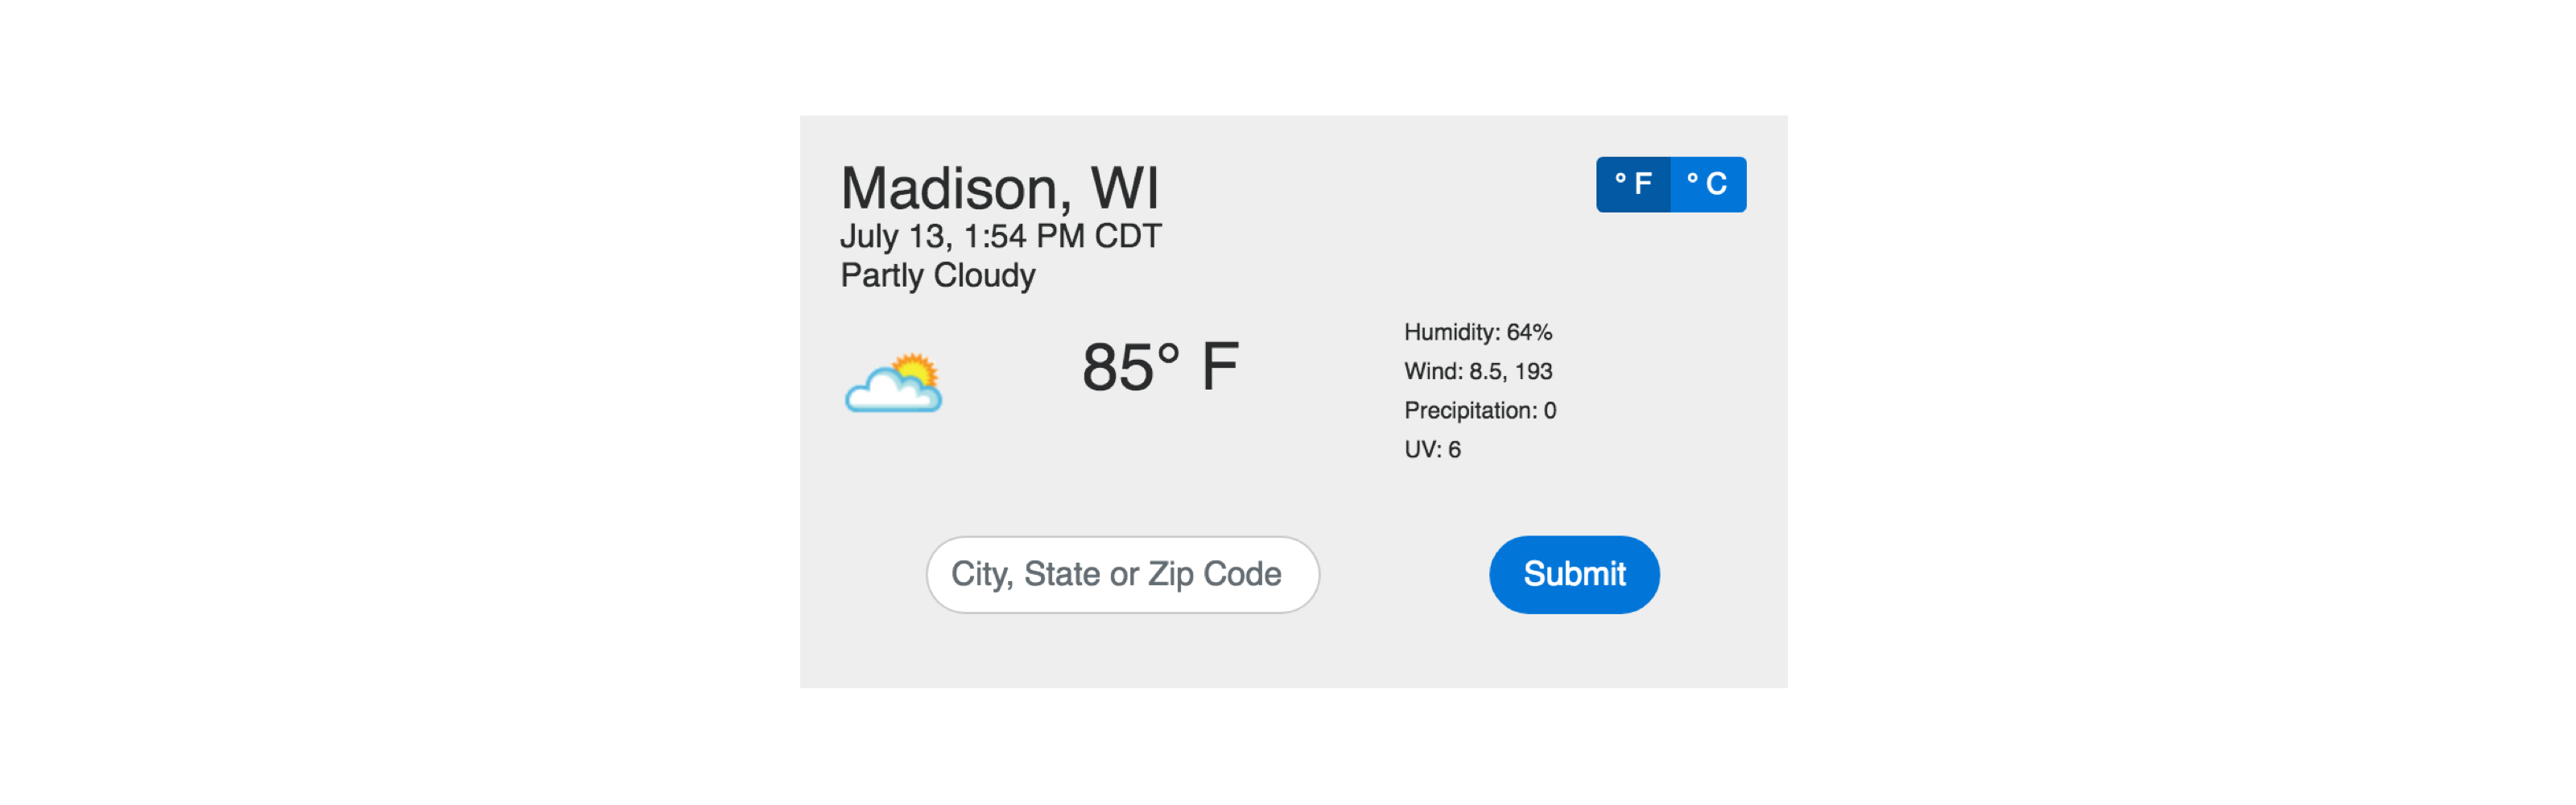 Madison, WI
° F ° C
July 13, 1:54 PM CDT
Partly Cloudy
85° F
Humidity: 64%
Wind: 8.5, 193
Precipitation: 0
UV: 6
City, State or Zip Code
Submit